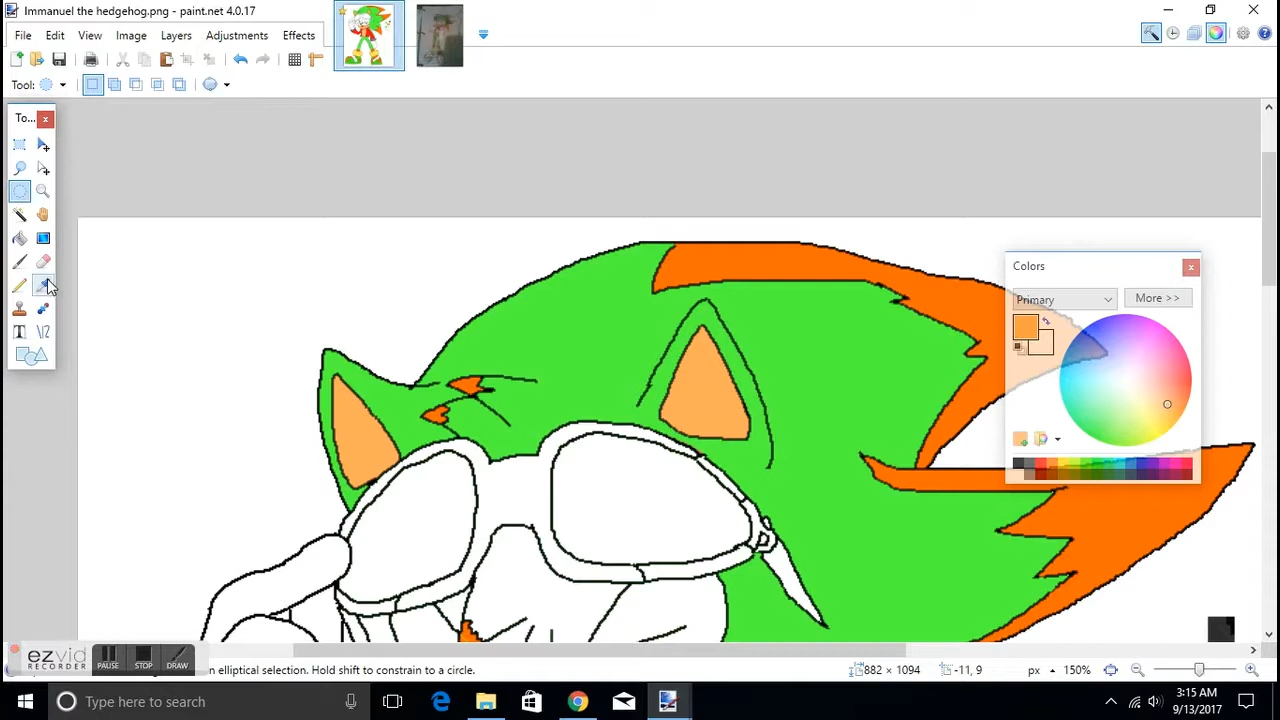 Immanuel the hedgehog.png - paint.net 4.0.17
File Edit View Image Layers Adjustments Effects
Tool:
To...
Colors
Primary More >>
ezvid RECORDER PAUSE STOP DRAW
n elliptical selection. Hold shift to constrain to a circle. 882 × 1094 -11, 9 px 150%
Type here to search
3:15 AM
9/13/2017